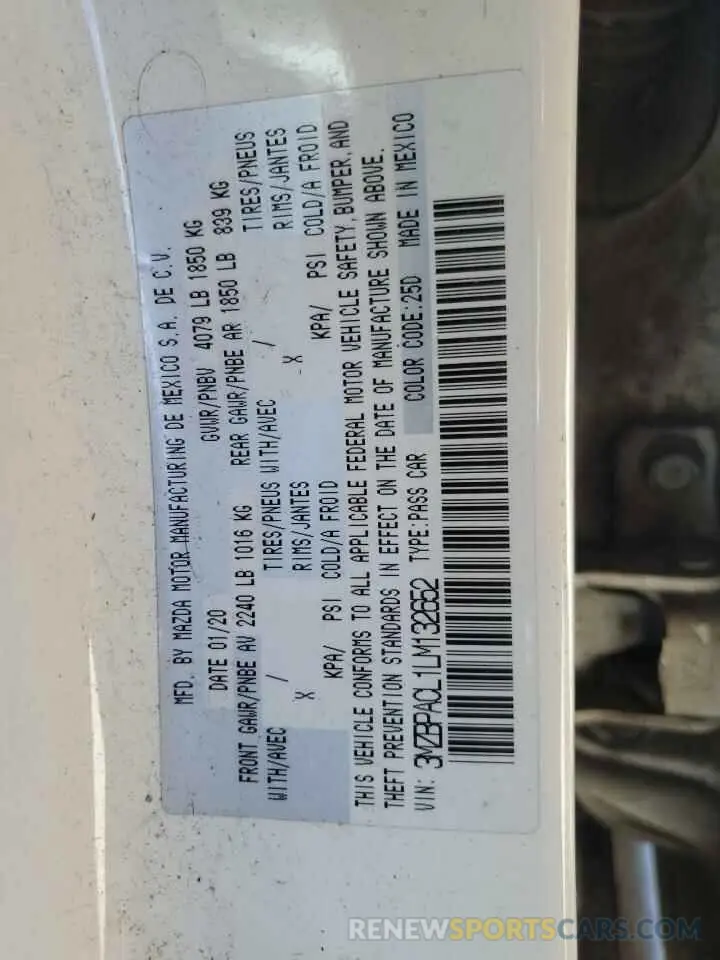 MFD. BY MAZDA MOTOR MANUFACTURING DE MEXICO S.A. DE C.V.
DATE 01/20 GVWR/PNBV 4079 LB 1850 KG
FRONT GAWR/PNBE AV 2240 LB 1016 KG REAR GAWR/PNBE AR 1850 LB 839 KG
WITH/AVEC / TIRES/PNEUS WITH/AVEC / TIRES/PNEUS
X RIMS/JANTES X RIMS/JANTES
KPA/ PSI COLD/A FROID KPA/ PSI COLD/A FROID
THIS VEHICLE CONFORMS TO ALL APPLICABLE FEDERAL MOTOR VEHICLE SAFETY, BUMPER, AND
THEFT PREVENTION STANDARDS IN EFFECT ON THE DATE OF MANUFACTURE SHOWN ABOVE.
VIN: 3MZBPACL1LM132652 TYPE:PASS CAR COLOR CODE:25D MADE IN MEXICO
RENEWSPORTSCARS.COM